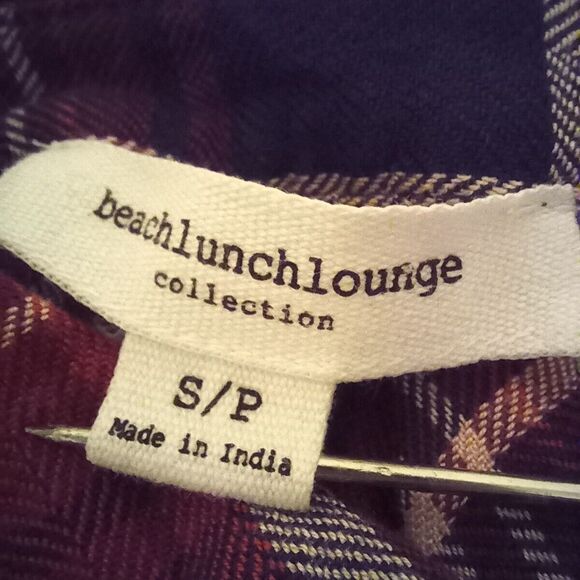 beachlunchlounge
collection
S/P
Made in India